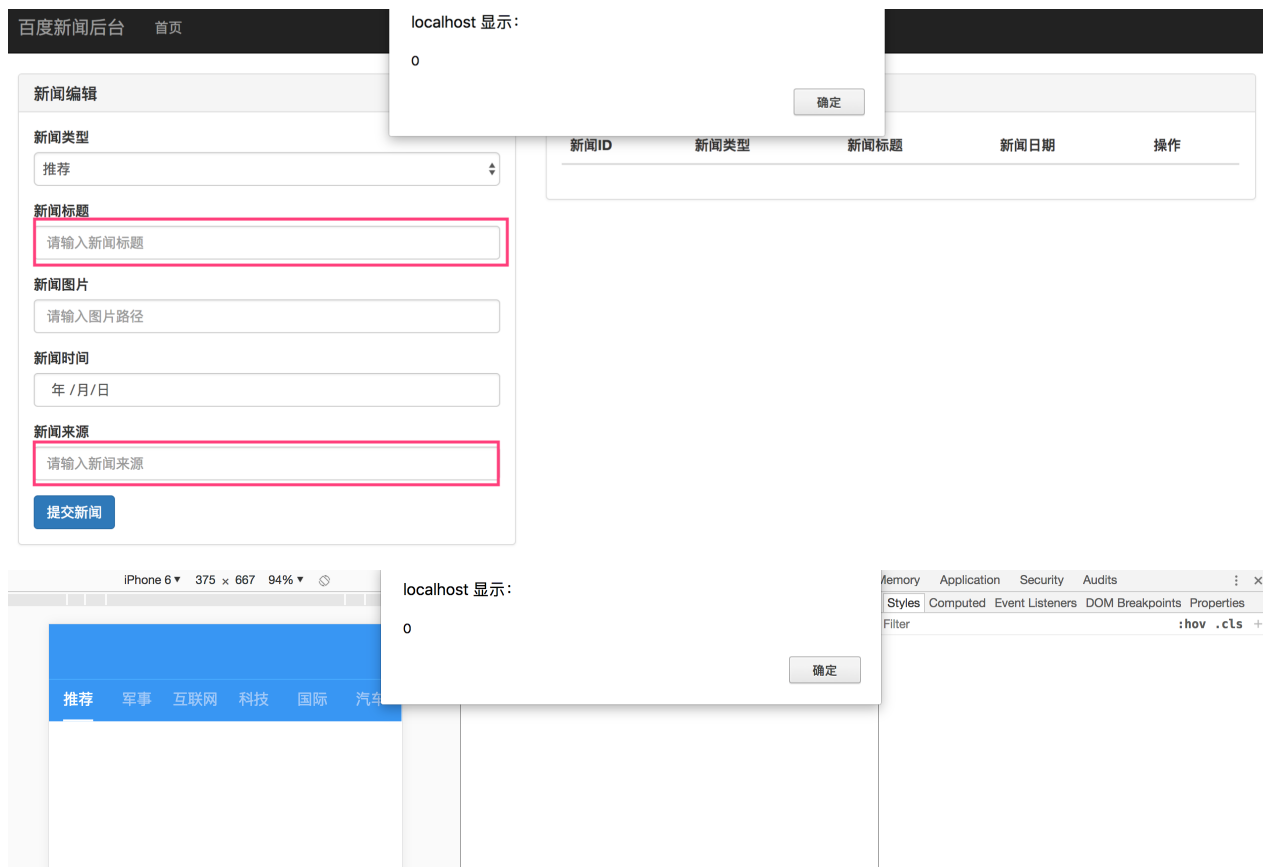 百度新闻后台 首页
localhost 显示：
0
确定
新闻编辑
新闻类型
推荐
新闻标题
请输入新闻标题
新闻图片
请输入图片路径
新闻时间
年 /月/日
新闻来源
请输入新闻来源
提交新闻
新闻ID 新闻类型 新闻标题 新闻日期 操作
iPhone 6▼ 375 × 667 94%▼
localhost 显示：
0
确定
推荐 军事 互联网 科技 国际 汽车
Memory Application Security Audits
Styles Computed Event Listeners DOM Breakpoints Properties
Filter :hov .cls +